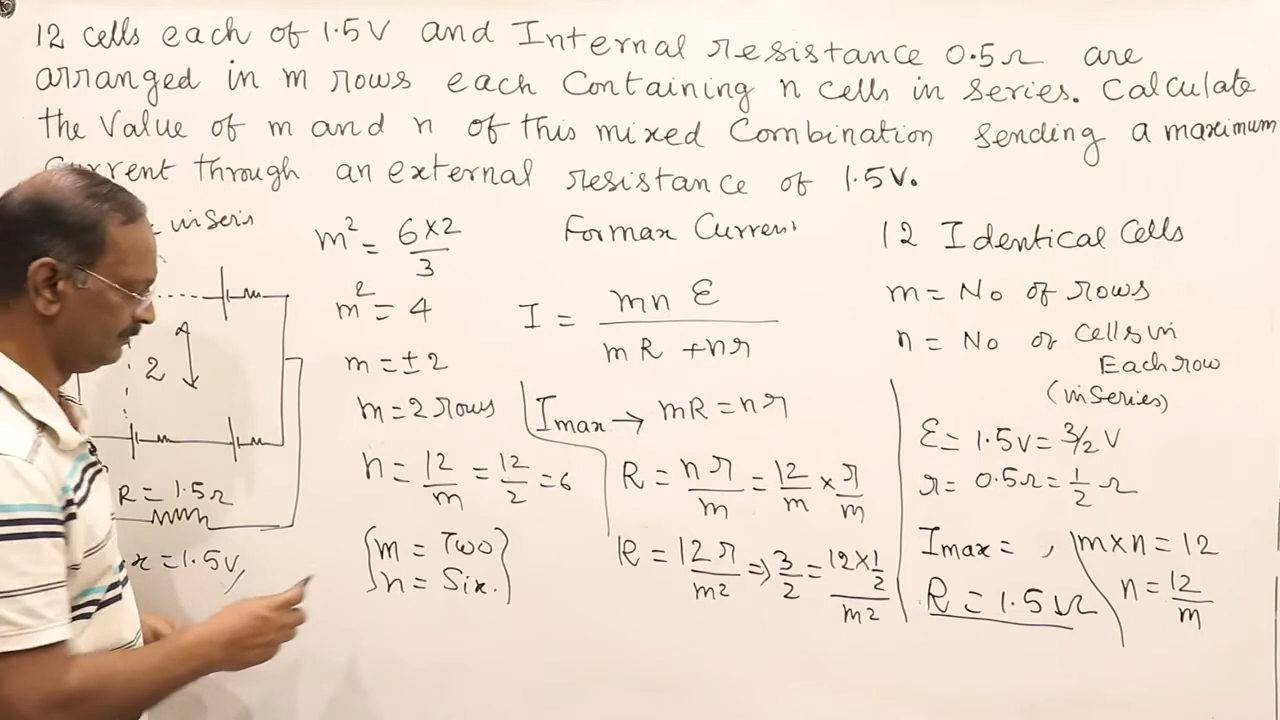 12 cells each of 1.5V and Internal resistance 0.5Ω are
arranged in m rows each Containing n cells in series. Calculate
the Value of m and n of this mixed Combination sending a maximum
Current through an external resistance of 1.5V.
in Seris
2
R = 1.5Ω
x = 1.5V
m² = 6×2/3
m² = 4
m = ±2
m = 2 rows
n = 12/m = 12/2 = 6
{m = Two
n = Six.}
For max Current
I = mn ε / mR + nr
Imax → mR = nr
R = nr/m = 12/m × r/m
R = 12r/m² ⇒ 3/2 = 12×1/2/m²
12 Identical Cells
m = No of rows
n = No of Cells in
Each row
(in Series)
ε = 1.5V = 3/2 V
r = 0.5Ω = 1/2 Ω
Imax = ,
R = 1.5Ω
m×n = 12
n = 12/m